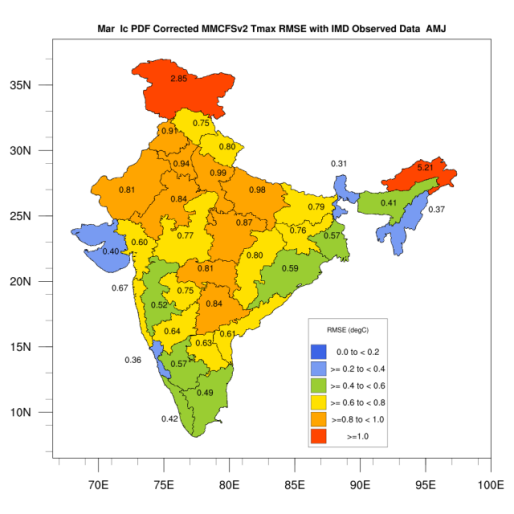 Mar Ic PDF Corrected MMCFSv2 Tmax RMSE with IMD Observed Data AMJ
35N
30N
25N
20N
15N
10N
2.85
0.75
0.91
0.80
0.94
0.99
0.31
5.21
0.81
0.84
0.98
0.41
0.79
0.37
0.87
0.76
0.77
0.57
0.60
0.40
0.80
0.81
0.59
0.67
0.75
0.52
0.84
0.64
0.61
0.63
0.36
0.57
0.49
0.42
RMSE (degC)
0.0 to < 0.2
>= 0.2 to < 0.4
>= 0.4 to < 0.6
>= 0.6 to < 0.8
>=0.8 to < 1.0
>=1.0
70E 75E 80E 85E 90E 95E 100E